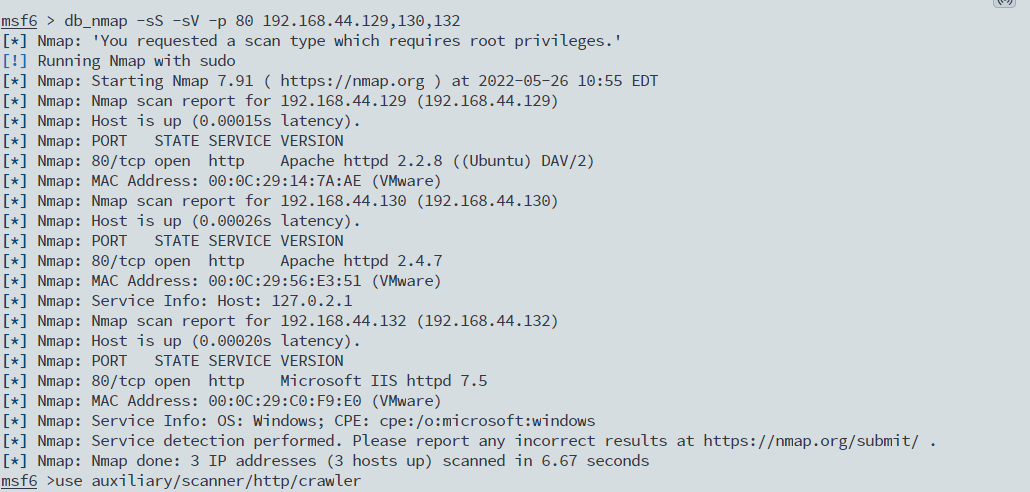 msf6 > db_nmap -sS -sV -p 80 192.168.44.129,130,132
[*] Nmap: 'You requested a scan type which requires root privileges.'
[!] Running Nmap with sudo
[*] Nmap: Starting Nmap 7.91 ( https://nmap.org ) at 2022-05-26 10:55 EDT
[*] Nmap: Nmap scan report for 192.168.44.129 (192.168.44.129)
[*] Nmap: Host is up (0.00015s latency).
[*] Nmap: PORT   STATE SERVICE VERSION
[*] Nmap: 80/tcp open  http    Apache httpd 2.2.8 ((Ubuntu) DAV/2)
[*] Nmap: MAC Address: 00:0C:29:14:7A:AE (VMware)
[*] Nmap: Nmap scan report for 192.168.44.130 (192.168.44.130)
[*] Nmap: Host is up (0.00026s latency).
[*] Nmap: PORT   STATE SERVICE VERSION
[*] Nmap: 80/tcp open  http    Apache httpd 2.4.7
[*] Nmap: MAC Address: 00:0C:29:56:E3:51 (VMware)
[*] Nmap: Service Info: Host: 127.0.2.1
[*] Nmap: Nmap scan report for 192.168.44.132 (192.168.44.132)
[*] Nmap: Host is up (0.00020s latency).
[*] Nmap: PORT   STATE SERVICE VERSION
[*] Nmap: 80/tcp open  http    Microsoft IIS httpd 7.5
[*] Nmap: MAC Address: 00:0C:29:C0:F9:E0 (VMware)
[*] Nmap: Service Info: OS: Windows; CPE: cpe:/o:microsoft:windows
[*] Nmap: Service detection performed. Please report any incorrect results at https://nmap.org/submit/ .
[*] Nmap: Nmap done: 3 IP addresses (3 hosts up) scanned in 6.67 seconds
msf6 >use auxiliary/scanner/http/crawler